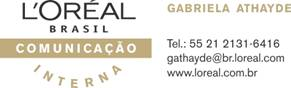 L'ORÉAL
BRASIL
COMUNICAÇÃO
INTERNA
GABRIELA ATHAYDE
Tel.: 55 21 2131-6416
gathayde@br.loreal.com
www.loreal.com.br